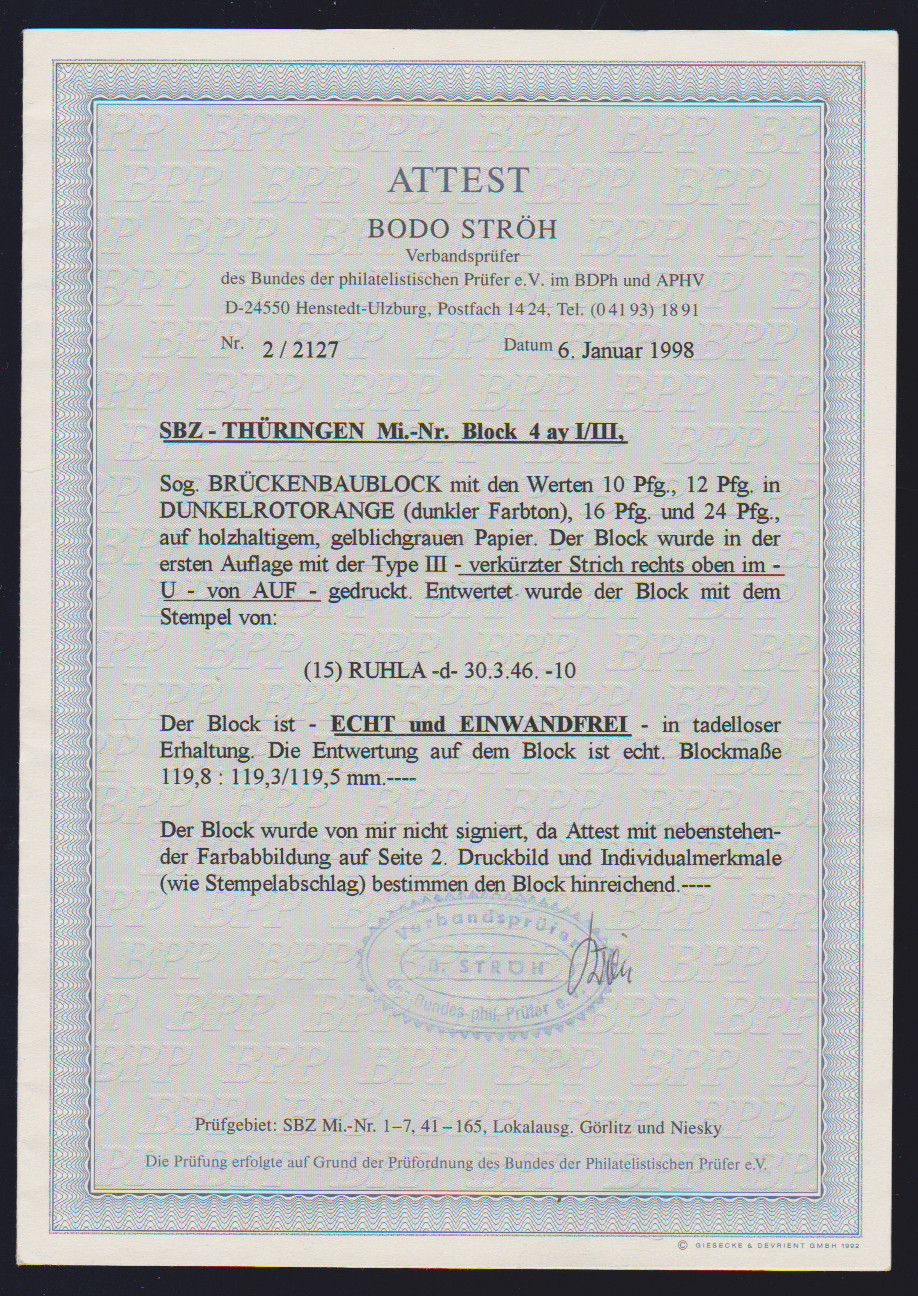 ATTEST
BODO STRÖH
Verbandsprüfer
des Bundes der philatelistischen Prüfer e.V. im BDPh und APHV
D-24550 Henstedt-Ulzburg, Postfach 14 24, Tel. (0 41 93) 18 91
Nr. 2 / 2127 Datum 6. Januar 1998
SBZ - THÜRINGEN Mi.-Nr. Block 4 ay I/III,
Sog. BRÜCKENBAUBLOCK mit den Werten 10 Pfg., 12 Pfg. in
DUNKELROTORANGE (dunkler Farbton), 16 Pfg. und 24 Pfg.,
auf holzhaltigem, gelblichgrauen Papier. Der Block wurde in der
ersten Auflage mit der Type III - verkürzter Strich rechts oben im -
U - von AUF - gedruckt. Entwertet wurde der Block mit dem
Stempel von:
(15) RUHLA -d- 30.3.46. -10
Der Block ist - ECHT und EINWANDFREI - in tadelloser
Erhaltung. Die Entwertung auf dem Block ist echt. Blockmaße
119,8 : 119,3/119,5 mm.----
Der Block wurde von mir nicht signiert, da Attest mit nebenstehen-
der Farbabbildung auf Seite 2. Druckbild und Individualmerkmale
(wie Stempelabschlag) bestimmen den Block hinreichend.----
Verbandsprüfer
B. STRÖH
des Bundes phil. Prüfer e.V.
Prüfgebiet: SBZ Mi.-Nr. 1–7, 41–165, Lokalausg. Görlitz und Niesky
Die Prüfung erfolgte auf Grund der Prüfordnung des Bundes der Philatelistischen Prüfer e.V.
© GIESECKE & DEVRIENT GMBH 1992